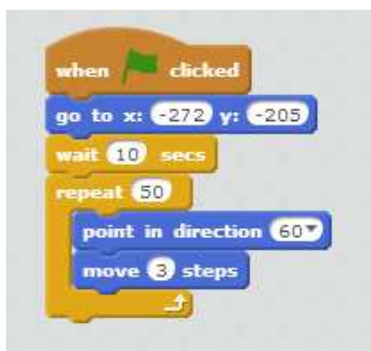 when clicked
go to x: -272 y: -205
wait 10 secs
repeat 50
point in direction 60
move 3 steps